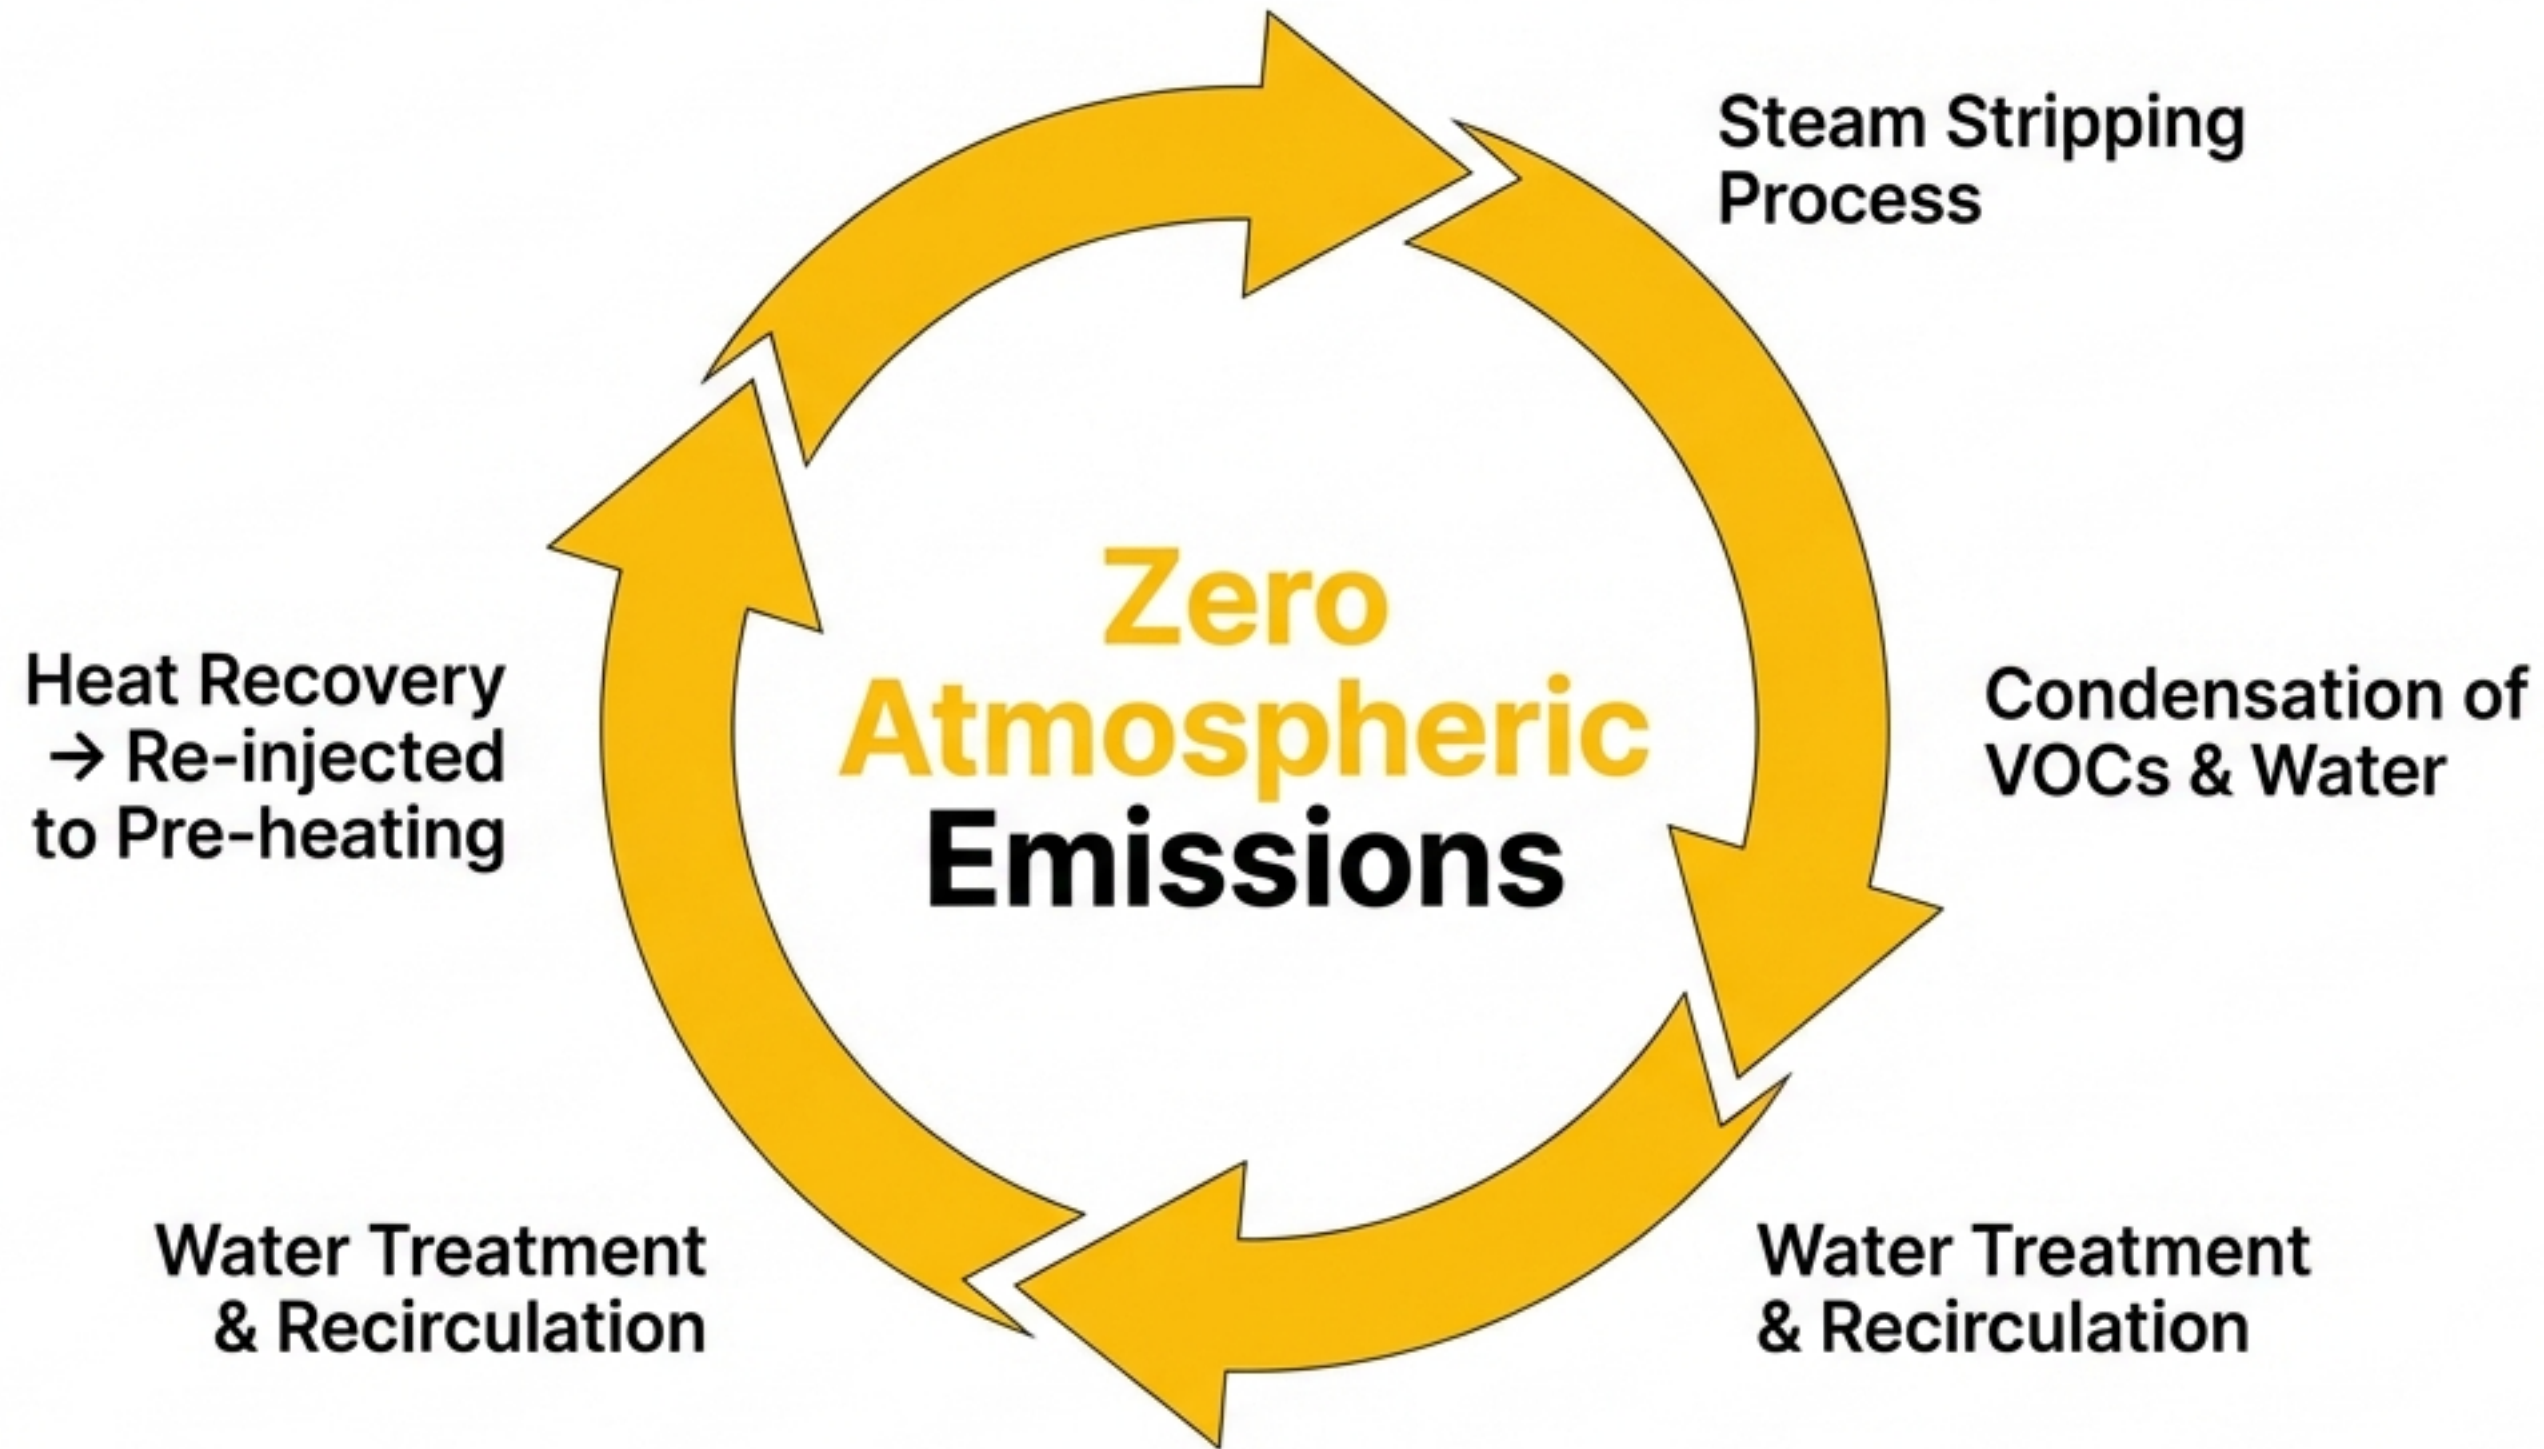 Steam Stripping
Process
Condensation of
VOCs & Water
Water Treatment
& Recirculation
Water Treatment
& Recirculation
Heat Recovery
→ Re-injected
to Pre-heating
Zero
Atmospheric
Emissions